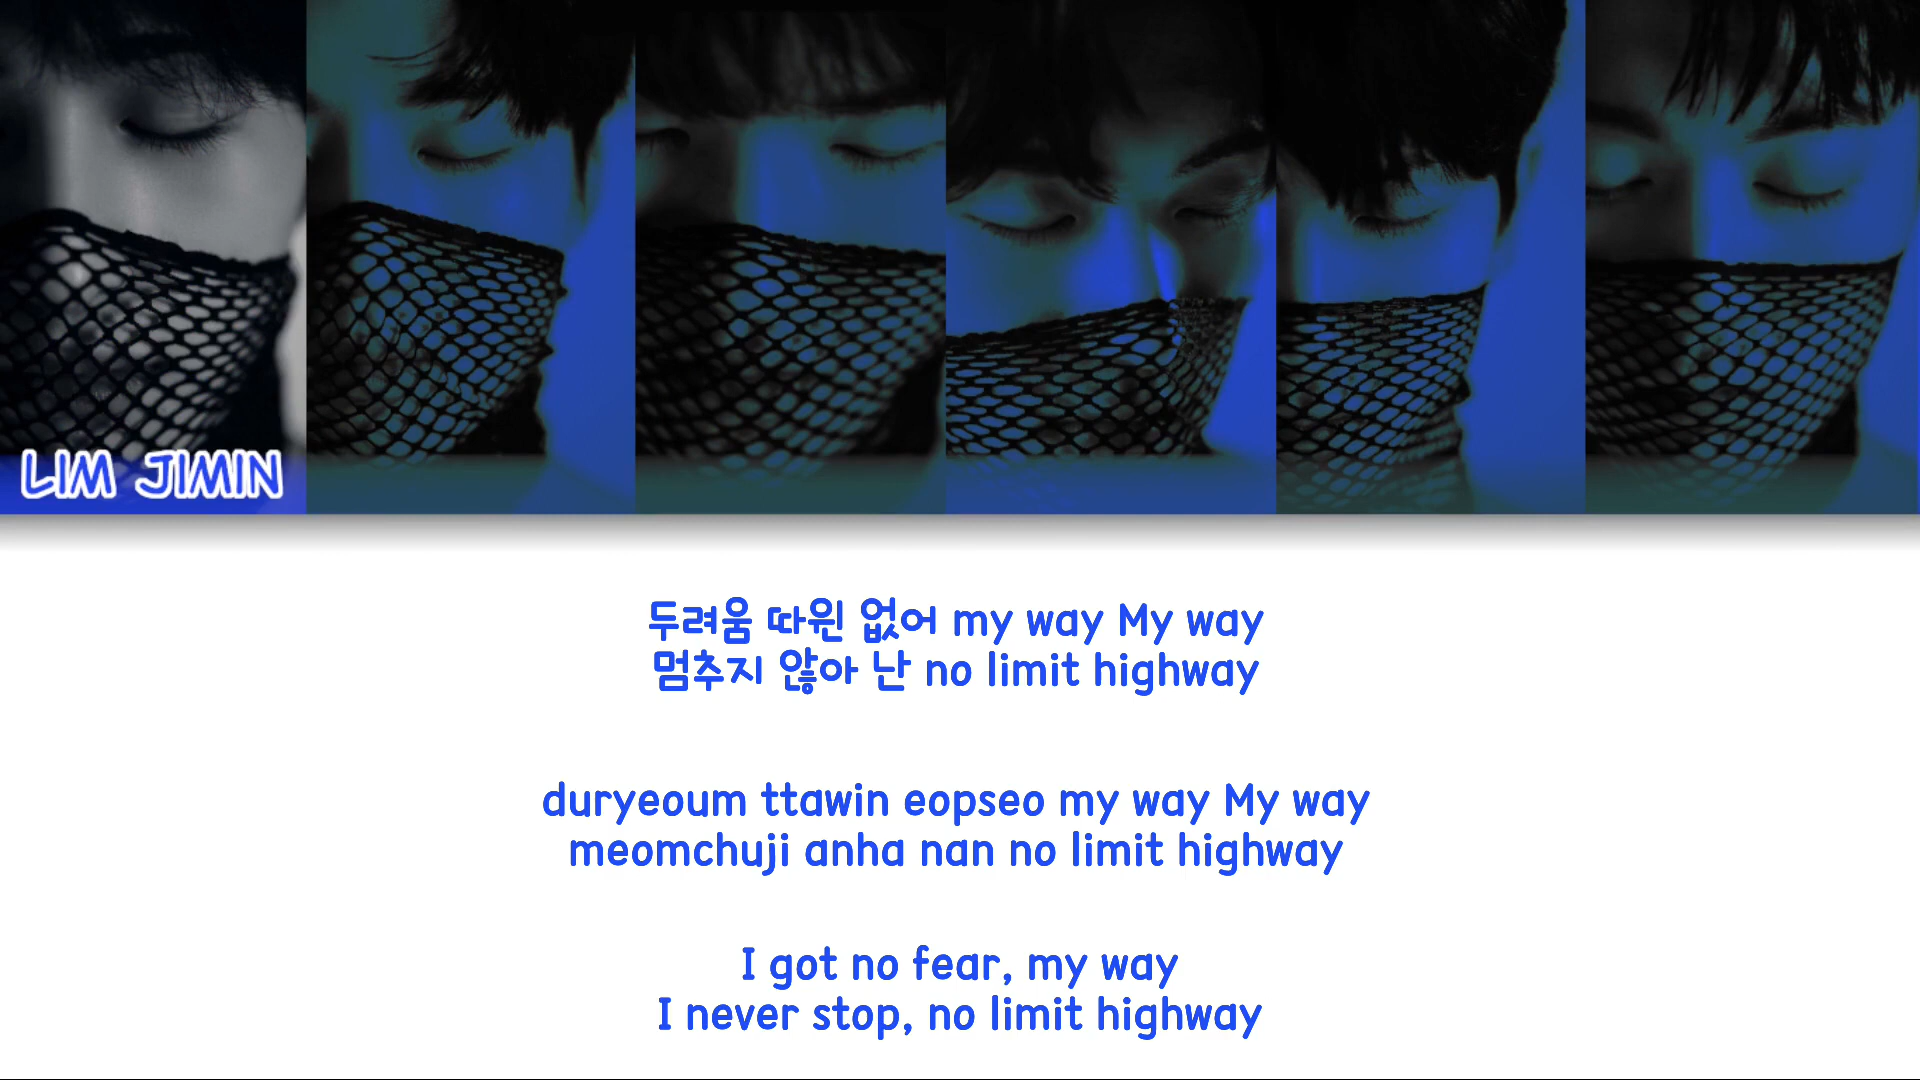 LIM JIMIN
두려움 따윈 없어 my way My way
멈추지 않아 난 no limit highway
duryeoum ttawin eopseo my way My way
meomchuji anha nan no limit highway
I got no fear, my way
I never stop, no limit highway